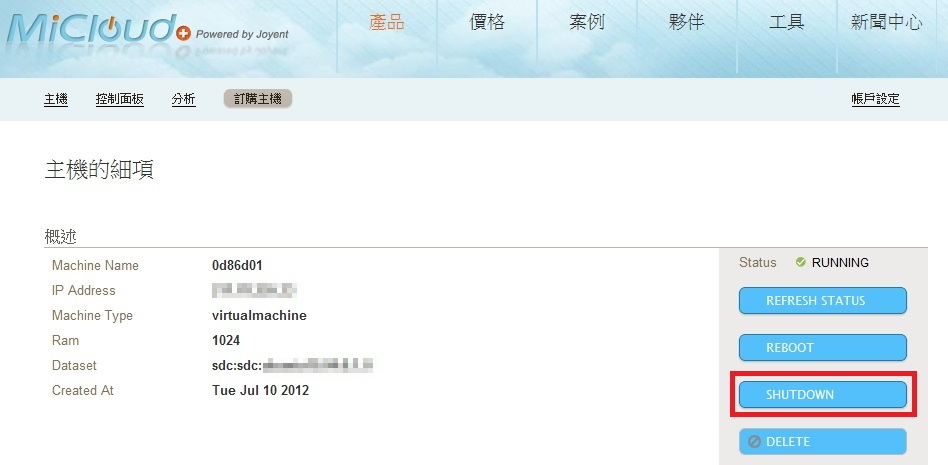 MiCloud Powered by Joyent
產品 價格 案例 夥伴 工具 新聞中心
主機 控制面板 分析 訂購主機 帳戶設定
主機的細項
概述
Machine Name 0d86d01
IP Address
Machine Type virtualmachine
Ram 1024
Dataset sdc:sdc:
Created At Tue Jul 10 2012
Status RUNNING
REFRESH STATUS
REBOOT
SHUTDOWN
DELETE